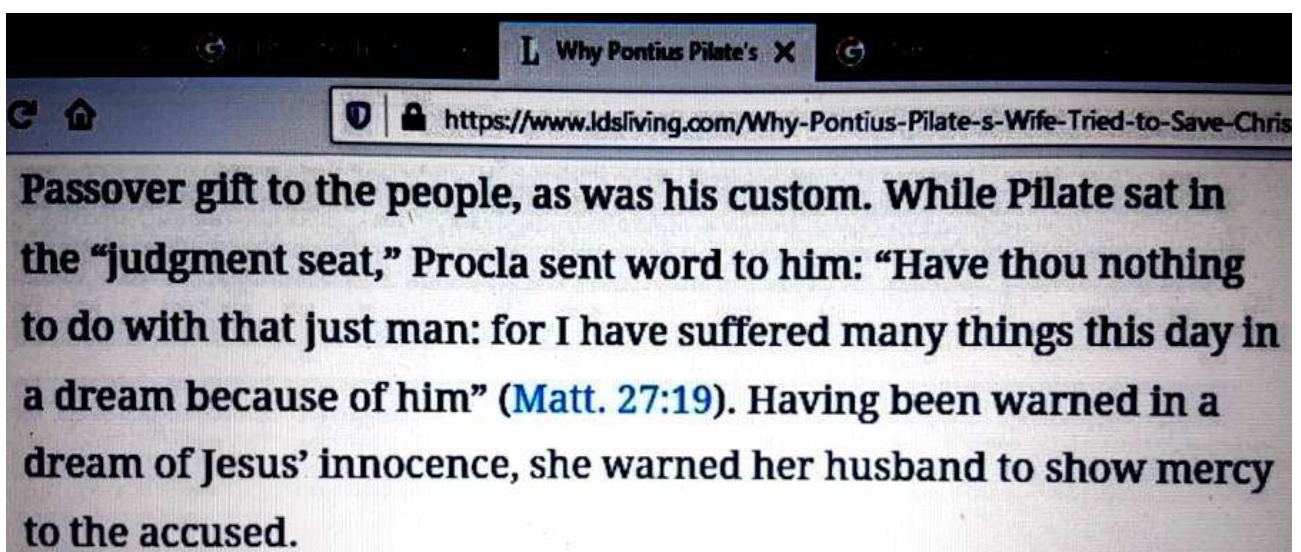 Why Pontius Pilate's
https://www.ldsliving.com/Why-Pontius-Pilate-s-Wife-Tried-to-Save-Chris
Passover gift to the people, as was his custom. While Pilate sat in
the “judgment seat,” Procla sent word to him: “Have thou nothing
to do with that just man: for I have suffered many things this day in
a dream because of him” (Matt. 27:19). Having been warned in a
dream of Jesus’ innocence, she warned her husband to show mercy
to the accused.